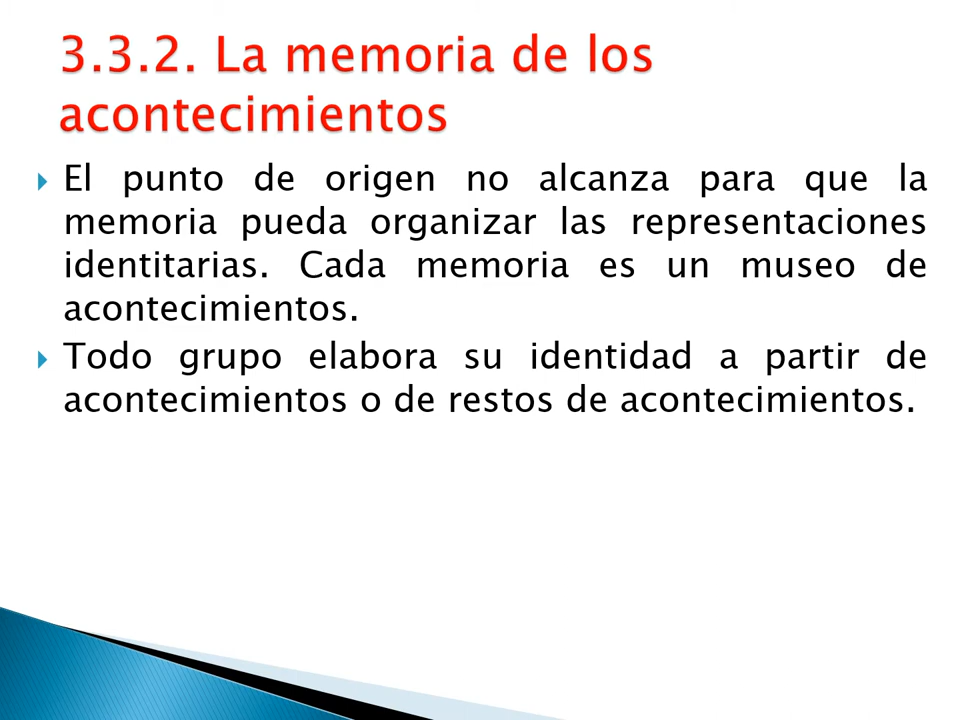 3.3.2. La memoria de los
acontecimientos
El punto de origen no alcanza para que la
memoria pueda organizar las representaciones
identitarias. Cada memoria es un museo de
acontecimientos.
Todo grupo elabora su identidad a partir de
acontecimientos o de restos de acontecimientos.